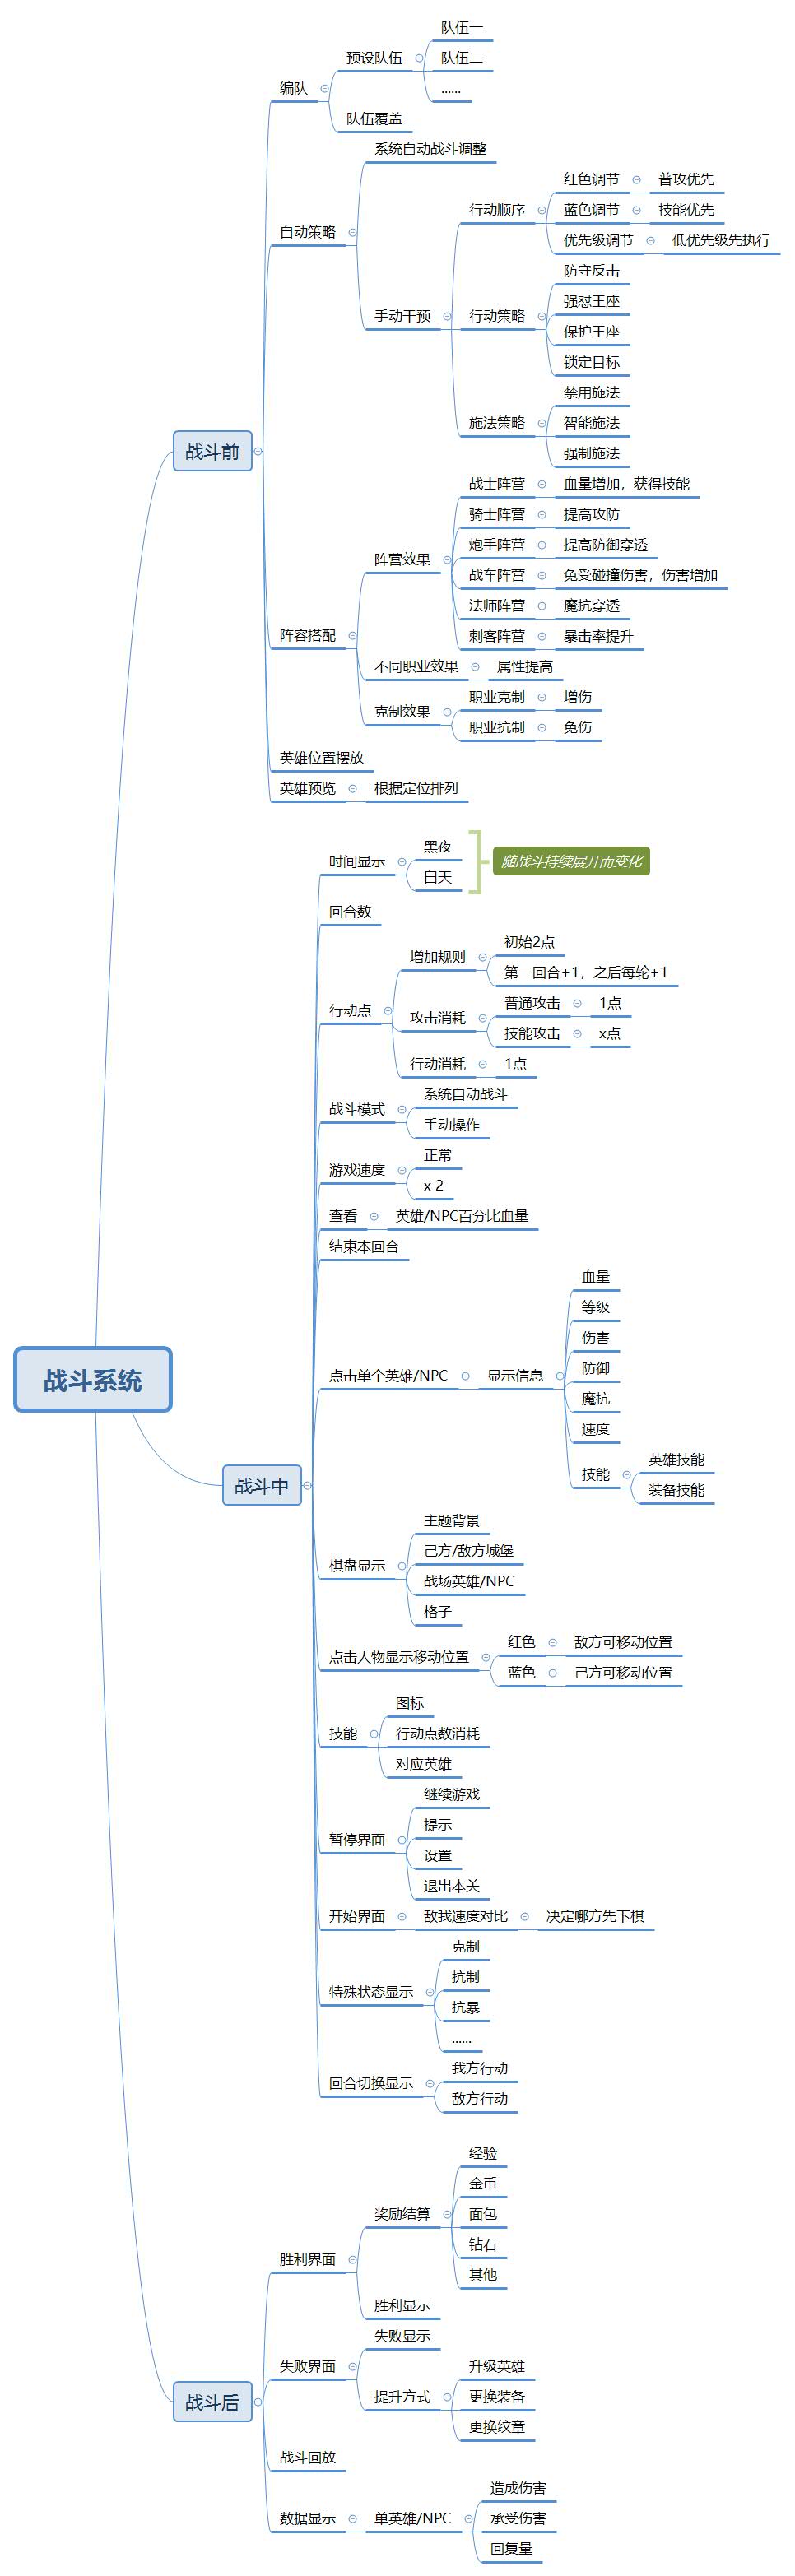 战斗系统
战斗前
编队
预设队伍
队伍一
队伍二
......
队伍覆盖
自动策略
系统自动战斗调整
手动干预
行动顺序
红色调节
普攻优先
蓝色调节
技能优先
优先级调节
低优先级先执行
行动策略
防守反击
强怼王座
保护王座
锁定目标
施法策略
禁用施法
智能施法
强制施法
阵容搭配
阵营效果
战士阵营
血量增加，获得技能
骑士阵营
提高攻防
炮手阵营
提高防御穿透
战车阵营
免受碰撞伤害，伤害增加
法师阵营
魔抗穿透
刺客阵营
暴击率提升
不同职业效果
属性提高
克制效果
职业克制
增伤
职业抗制
免伤
英雄位置摆放
英雄预览
根据定位排列
战斗中
时间显示
黑夜
白天
随战斗持续展开而变化
回合数
行动点
增加规则
初始2点
第二回合+1，之后每轮+1
攻击消耗
普通攻击
1点
技能攻击
x点
行动消耗
1点
战斗模式
系统自动战斗
手动操作
游戏速度
正常
x 2
查看
英雄/NPC百分比血量
结束本回合
点击单个英雄/NPC
显示信息
血量
等级
伤害
防御
魔抗
速度
技能
英雄技能
装备技能
棋盘显示
主题背景
己方/敌方城堡
战场英雄/NPC
格子
点击人物显示移动位置
红色
敌方可移动位置
蓝色
己方可移动位置
技能
图标
行动点数消耗
对应英雄
暂停界面
继续游戏
提示
设置
退出本关
开始界面
敌我速度对比
决定哪方先下棋
特殊状态显示
克制
抗制
抗暴
......
回合切换显示
我方行动
敌方行动
战斗后
胜利界面
奖励结算
经验
金币
面包
钻石
其他
胜利显示
失败界面
失败显示
提升方式
升级英雄
更换装备
更换纹章
战斗回放
数据显示
单英雄/NPC
造成伤害
承受伤害
回复量